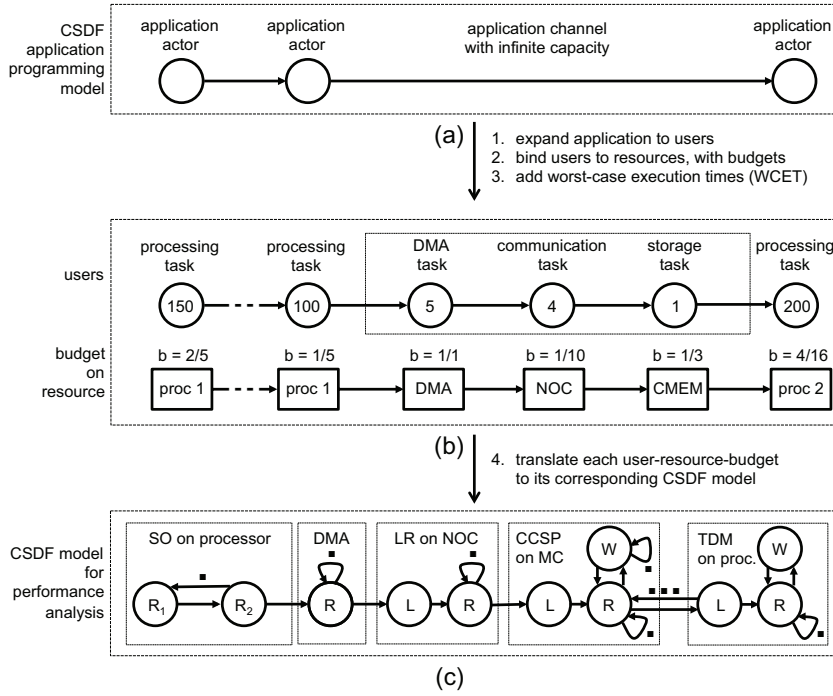 CSDF
application
programming
model
application
actor
application
actor
application channel
with infinite capacity
application
actor
(a)
1. expand application to users
2. bind users to resources, with budgets
3. add worst-case execution times (WCET)
users
processing
task
processing
task
DMA
task
communication
task
storage
task
processing
task
150
100
5
4
1
200
budget
on
resource
b = 2/5
b = 1/5
b = 1/1
b = 1/10
b = 1/3
b = 4/16
proc 1
proc 1
DMA
NOC
CMEM
proc 2
(b)
4. translate each user-resource-budget
to its corresponding CSDF model
CSDF model
for
performance
analysis
SO on processor
DMA
LR on NOC
CCSP
on MC
TDM
on proc.
W
W
R1
R2
R
L
R
L
R
L
R
(c)